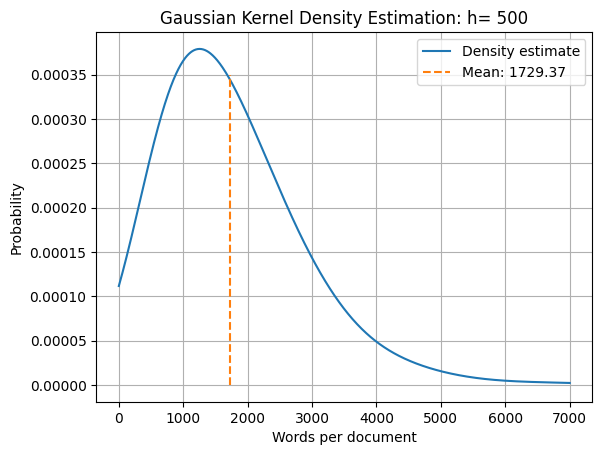 Gaussian Kernel Density Estimation: h= 500
Density estimate
Mean: 1729.37
Probability
0.00035
0.00030
0.00025
0.00020
0.00015
0.00010
0.00005
0.00000
0 1000 2000 3000 4000 5000 6000 7000
Words per document